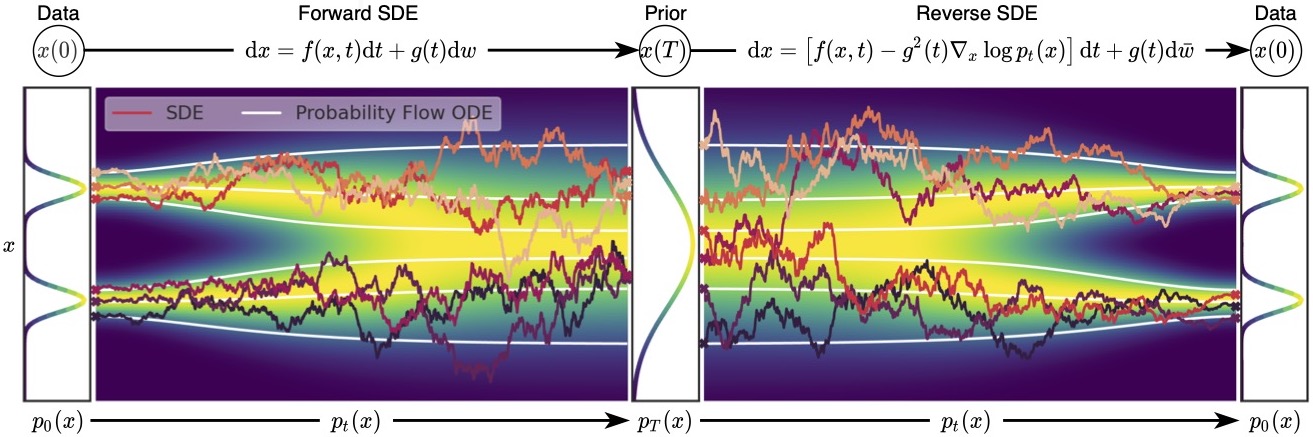 Data Forward SDE Prior Reverse SDE Data
x(0) dx = f(x, t)dt + g(t)dw x(T) dx = [f(x, t) − g²(t)∇ₓ log pₜ(x)] dt + g(t)dw̄ x(0)
SDE Probability Flow ODE
x
p₀(x) pₜ(x) p_T(x) pₜ(x) p₀(x)